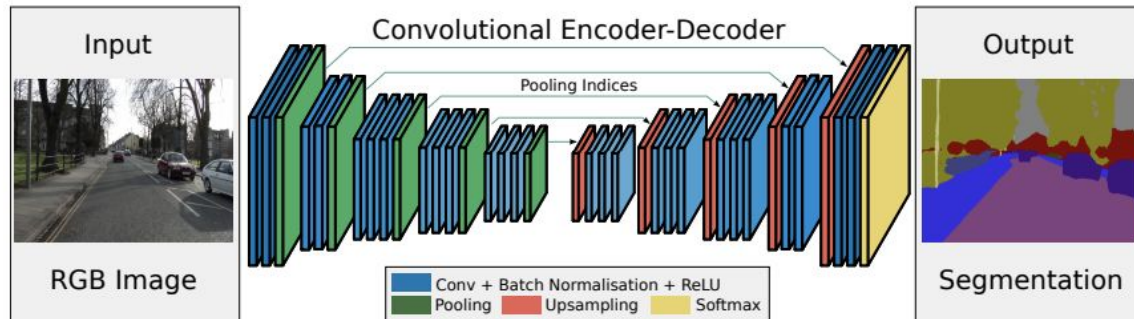 Input
Convolutional Encoder-Decoder
Output
Pooling Indices
RGB Image
Segmentation
Conv + Batch Normalisation + ReLU
Pooling Upsampling Softmax